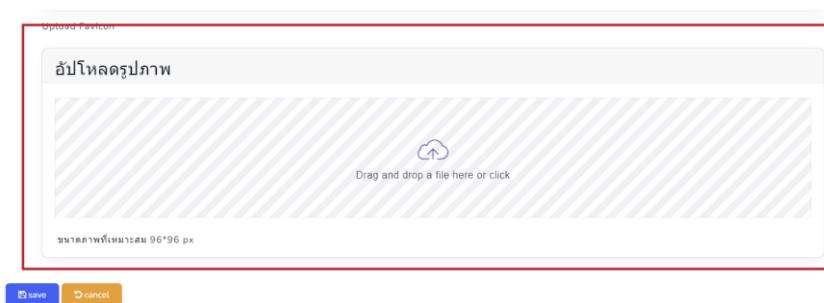 Upload Favicon
อัปโหลดรูปภาพ
Drag and drop a file here or click
ขนาดภาพที่เหมาะสม 96*96 px
save cancel